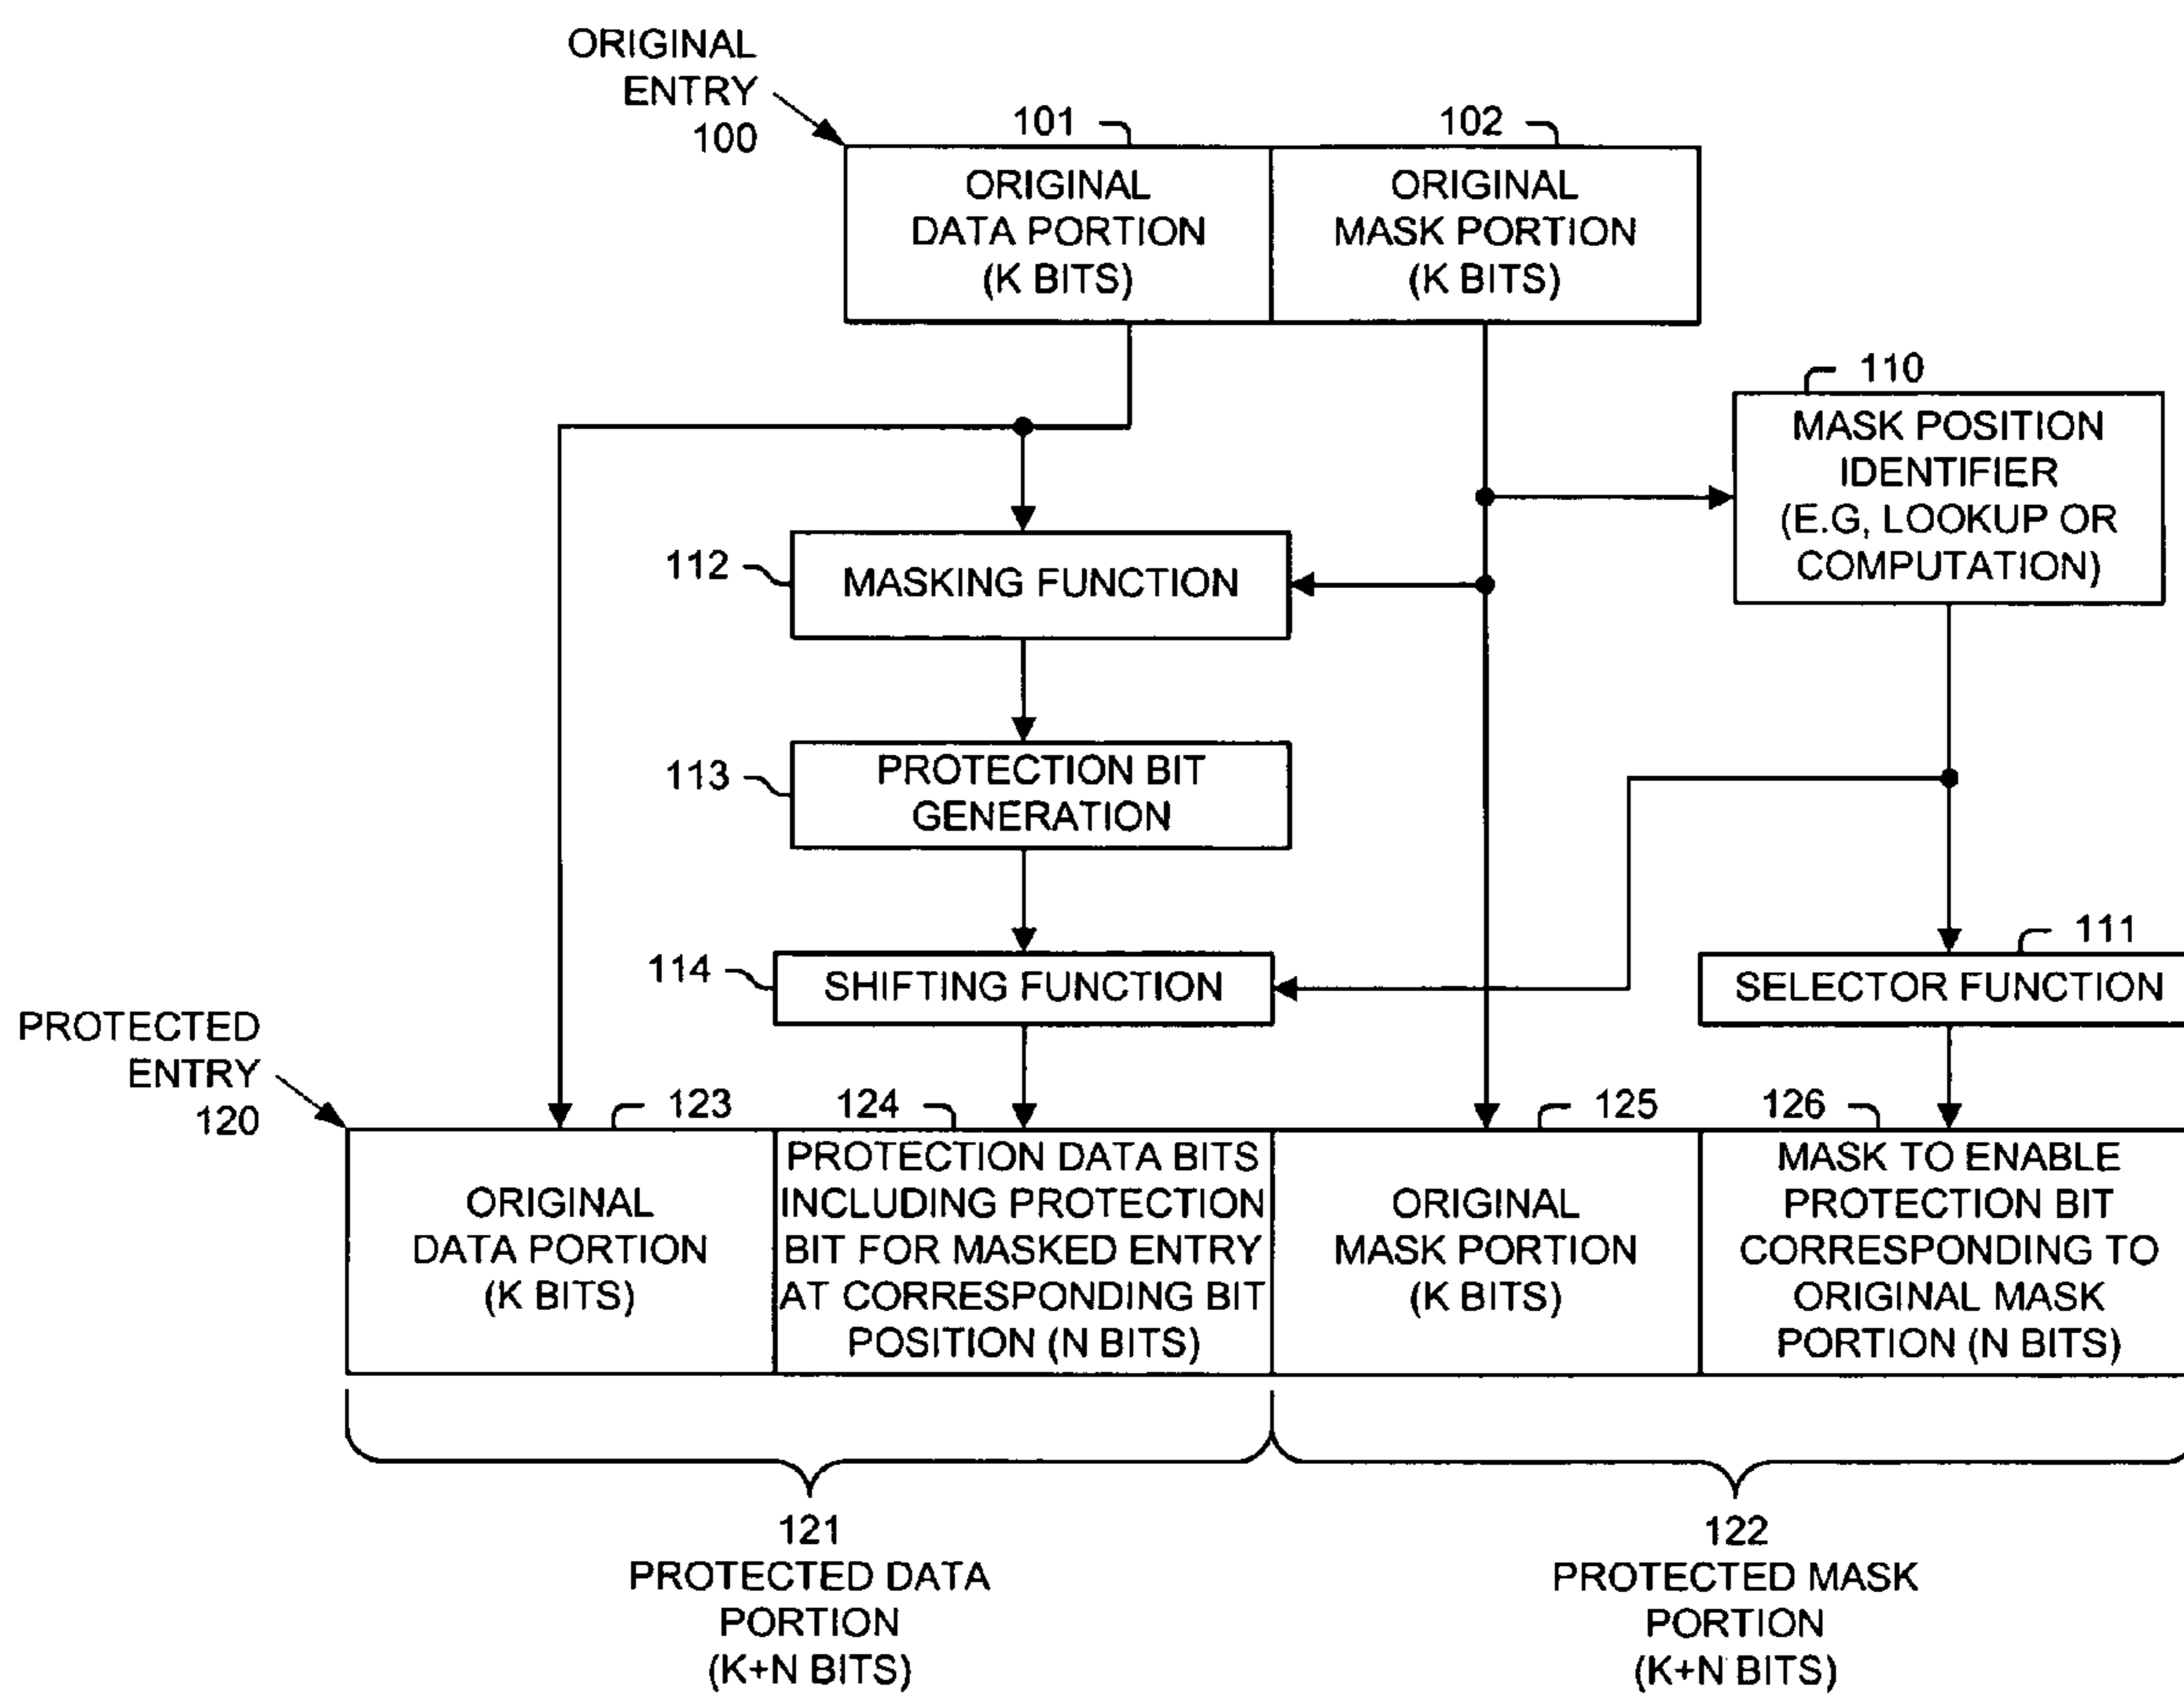 ORIGINAL
ENTRY
100
101
102
ORIGINAL
DATA PORTION
(K BITS)
ORIGINAL
MASK PORTION
(K BITS)
110
MASK POSITION
IDENTIFIER
(E.G, LOOKUP OR
COMPUTATION)
112
MASKING FUNCTION
113
PROTECTION BIT
GENERATION
114
SHIFTING FUNCTION
111
SELECTOR FUNCTION
PROTECTED
ENTRY
120
123
124
125
126
ORIGINAL
DATA PORTION
(K BITS)
PROTECTION DATA BITS
INCLUDING PROTECTION
BIT FOR MASKED ENTRY
AT CORRESPONDING BIT
POSITION (N BITS)
ORIGINAL
MASK PORTION
(K BITS)
MASK TO ENABLE
PROTECTION BIT
CORRESPONDING TO
ORIGINAL MASK
PORTION (N BITS)
121
PROTECTED DATA
PORTION
(K+N BITS)
122
PROTECTED MASK
PORTION
(K+N BITS)